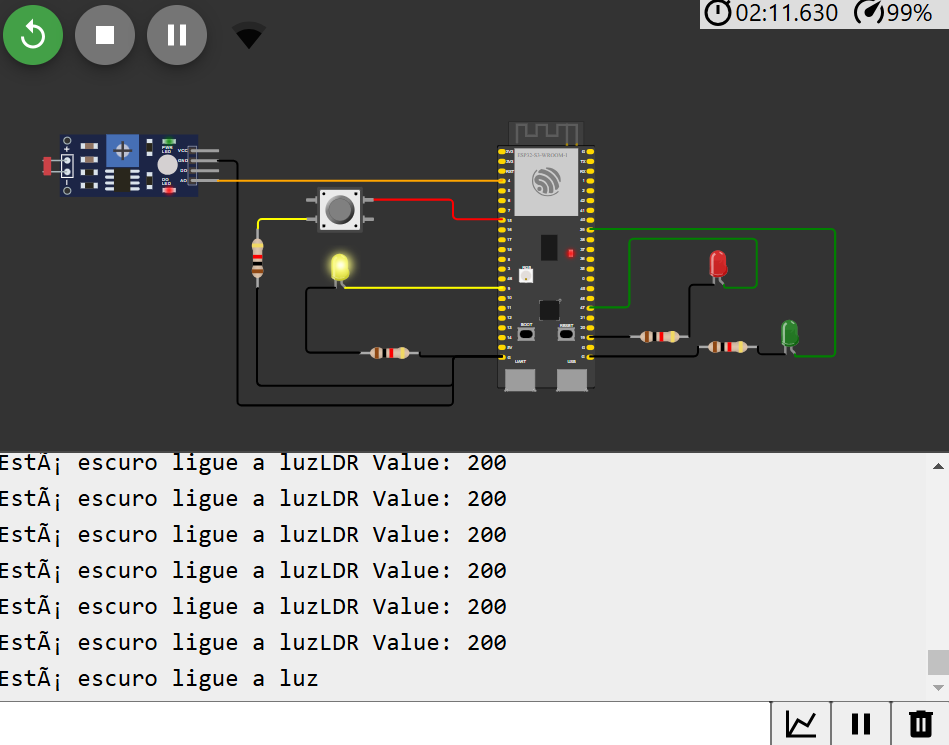 02:11.630 99%
ESP32-S3-WROOM-1
PWR
LED
VCC
GND
DO
AO
DO
LED
BOOT
RESET
UART
USB
EstÃ¡ escuro ligue a luzLDR Value: 200
EstÃ¡ escuro ligue a luzLDR Value: 200
EstÃ¡ escuro ligue a luzLDR Value: 200
EstÃ¡ escuro ligue a luzLDR Value: 200
EstÃ¡ escuro ligue a luzLDR Value: 200
EstÃ¡ escuro ligue a luzLDR Value: 200
EstÃ¡ escuro ligue a luz